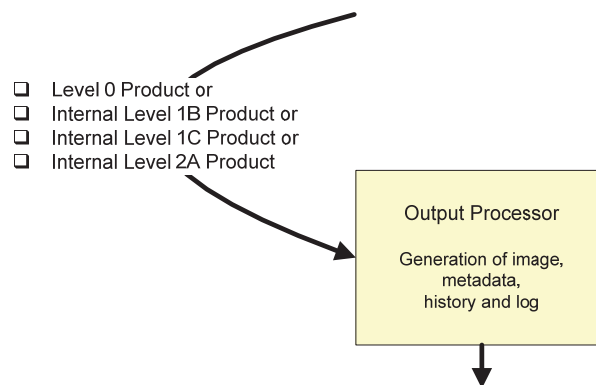 ❑ Level 0 Product or
❑ Internal Level 1B Product or
❑ Internal Level 1C Product or
❑ Internal Level 2A Product
Output Processor
Generation of image,
metadata,
history and log